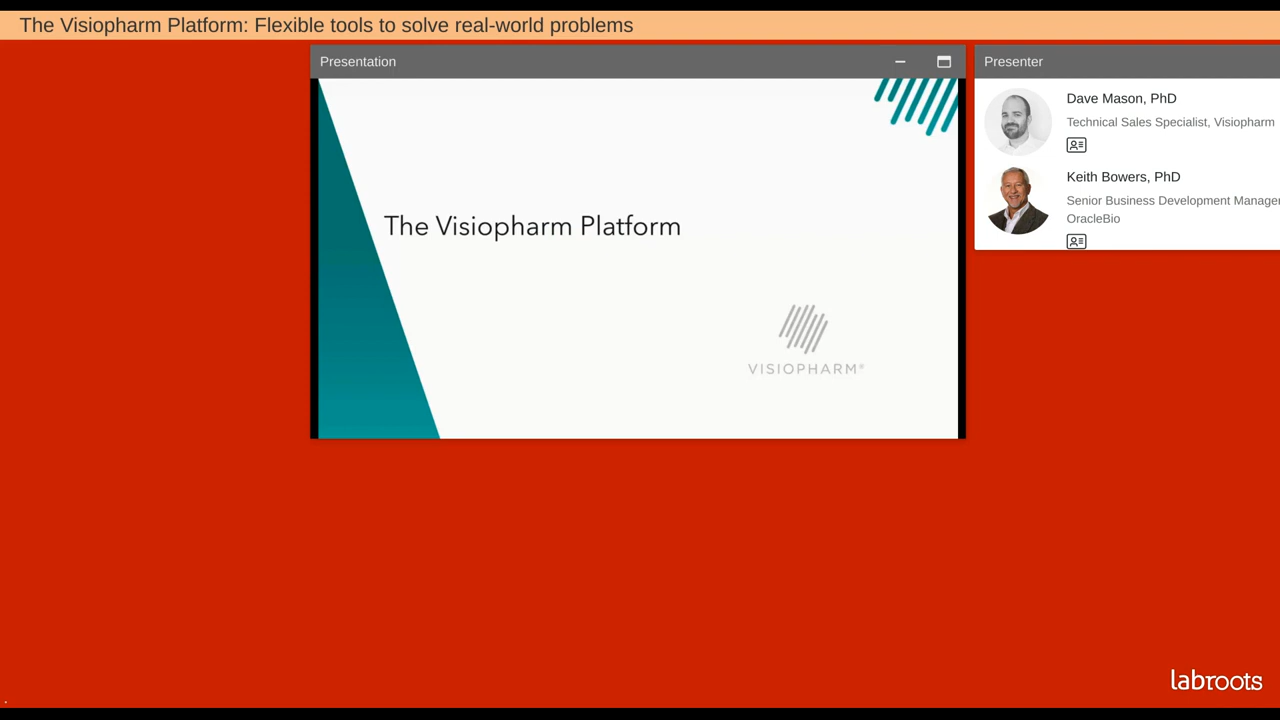 The Visiopharm Platform: Flexible tools to solve real-world problems
Presentation
Presenter
Dave Mason, PhD
Technical Sales Specialist, Visiopharm
Keith Bowers, PhD
Senior Business Development Manager
OracleBio
The Visiopharm Platform
VISIOPHARM®
labroots